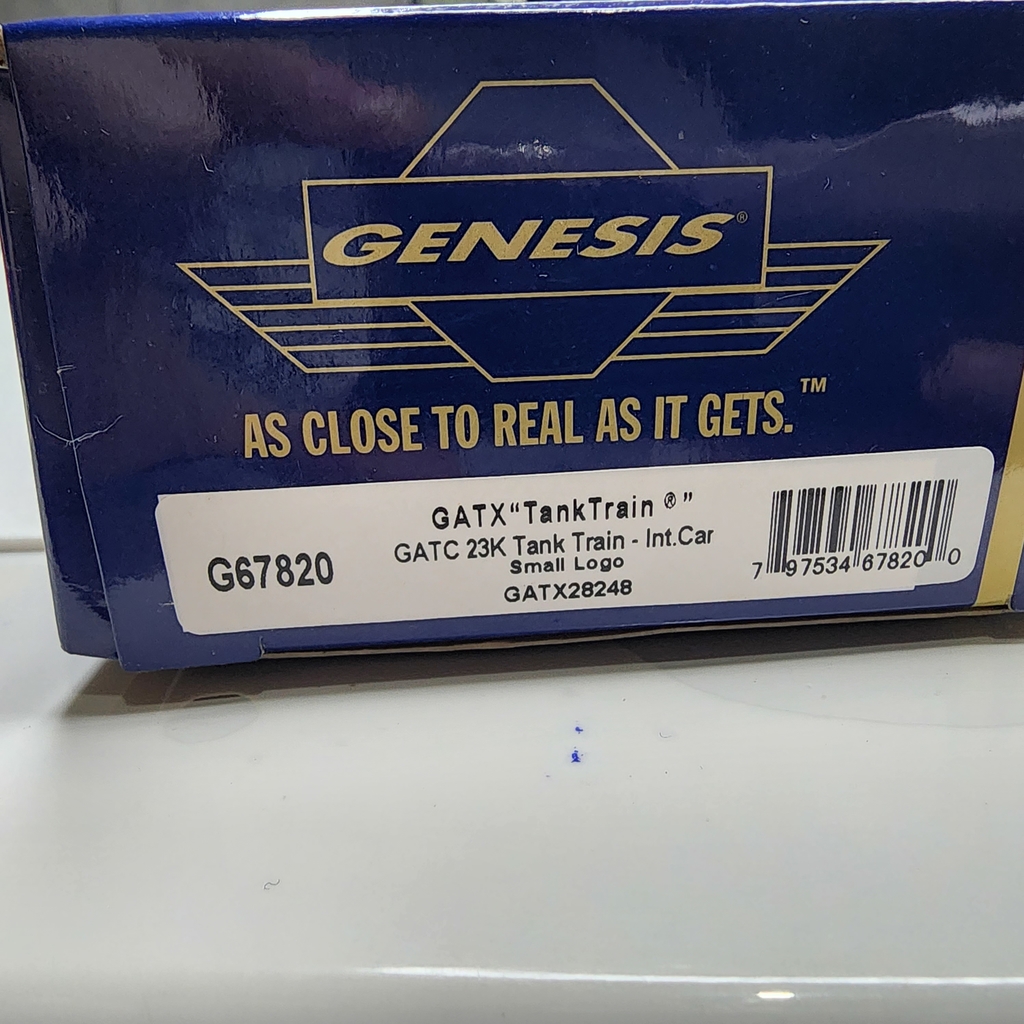 GENESIS®
AS CLOSE TO REAL AS IT GETS.™
GATX“TankTrain ®”
GATC 23K Tank Train - Int.Car
Small Logo
GATX28248
G67820
7 97534 67820 0